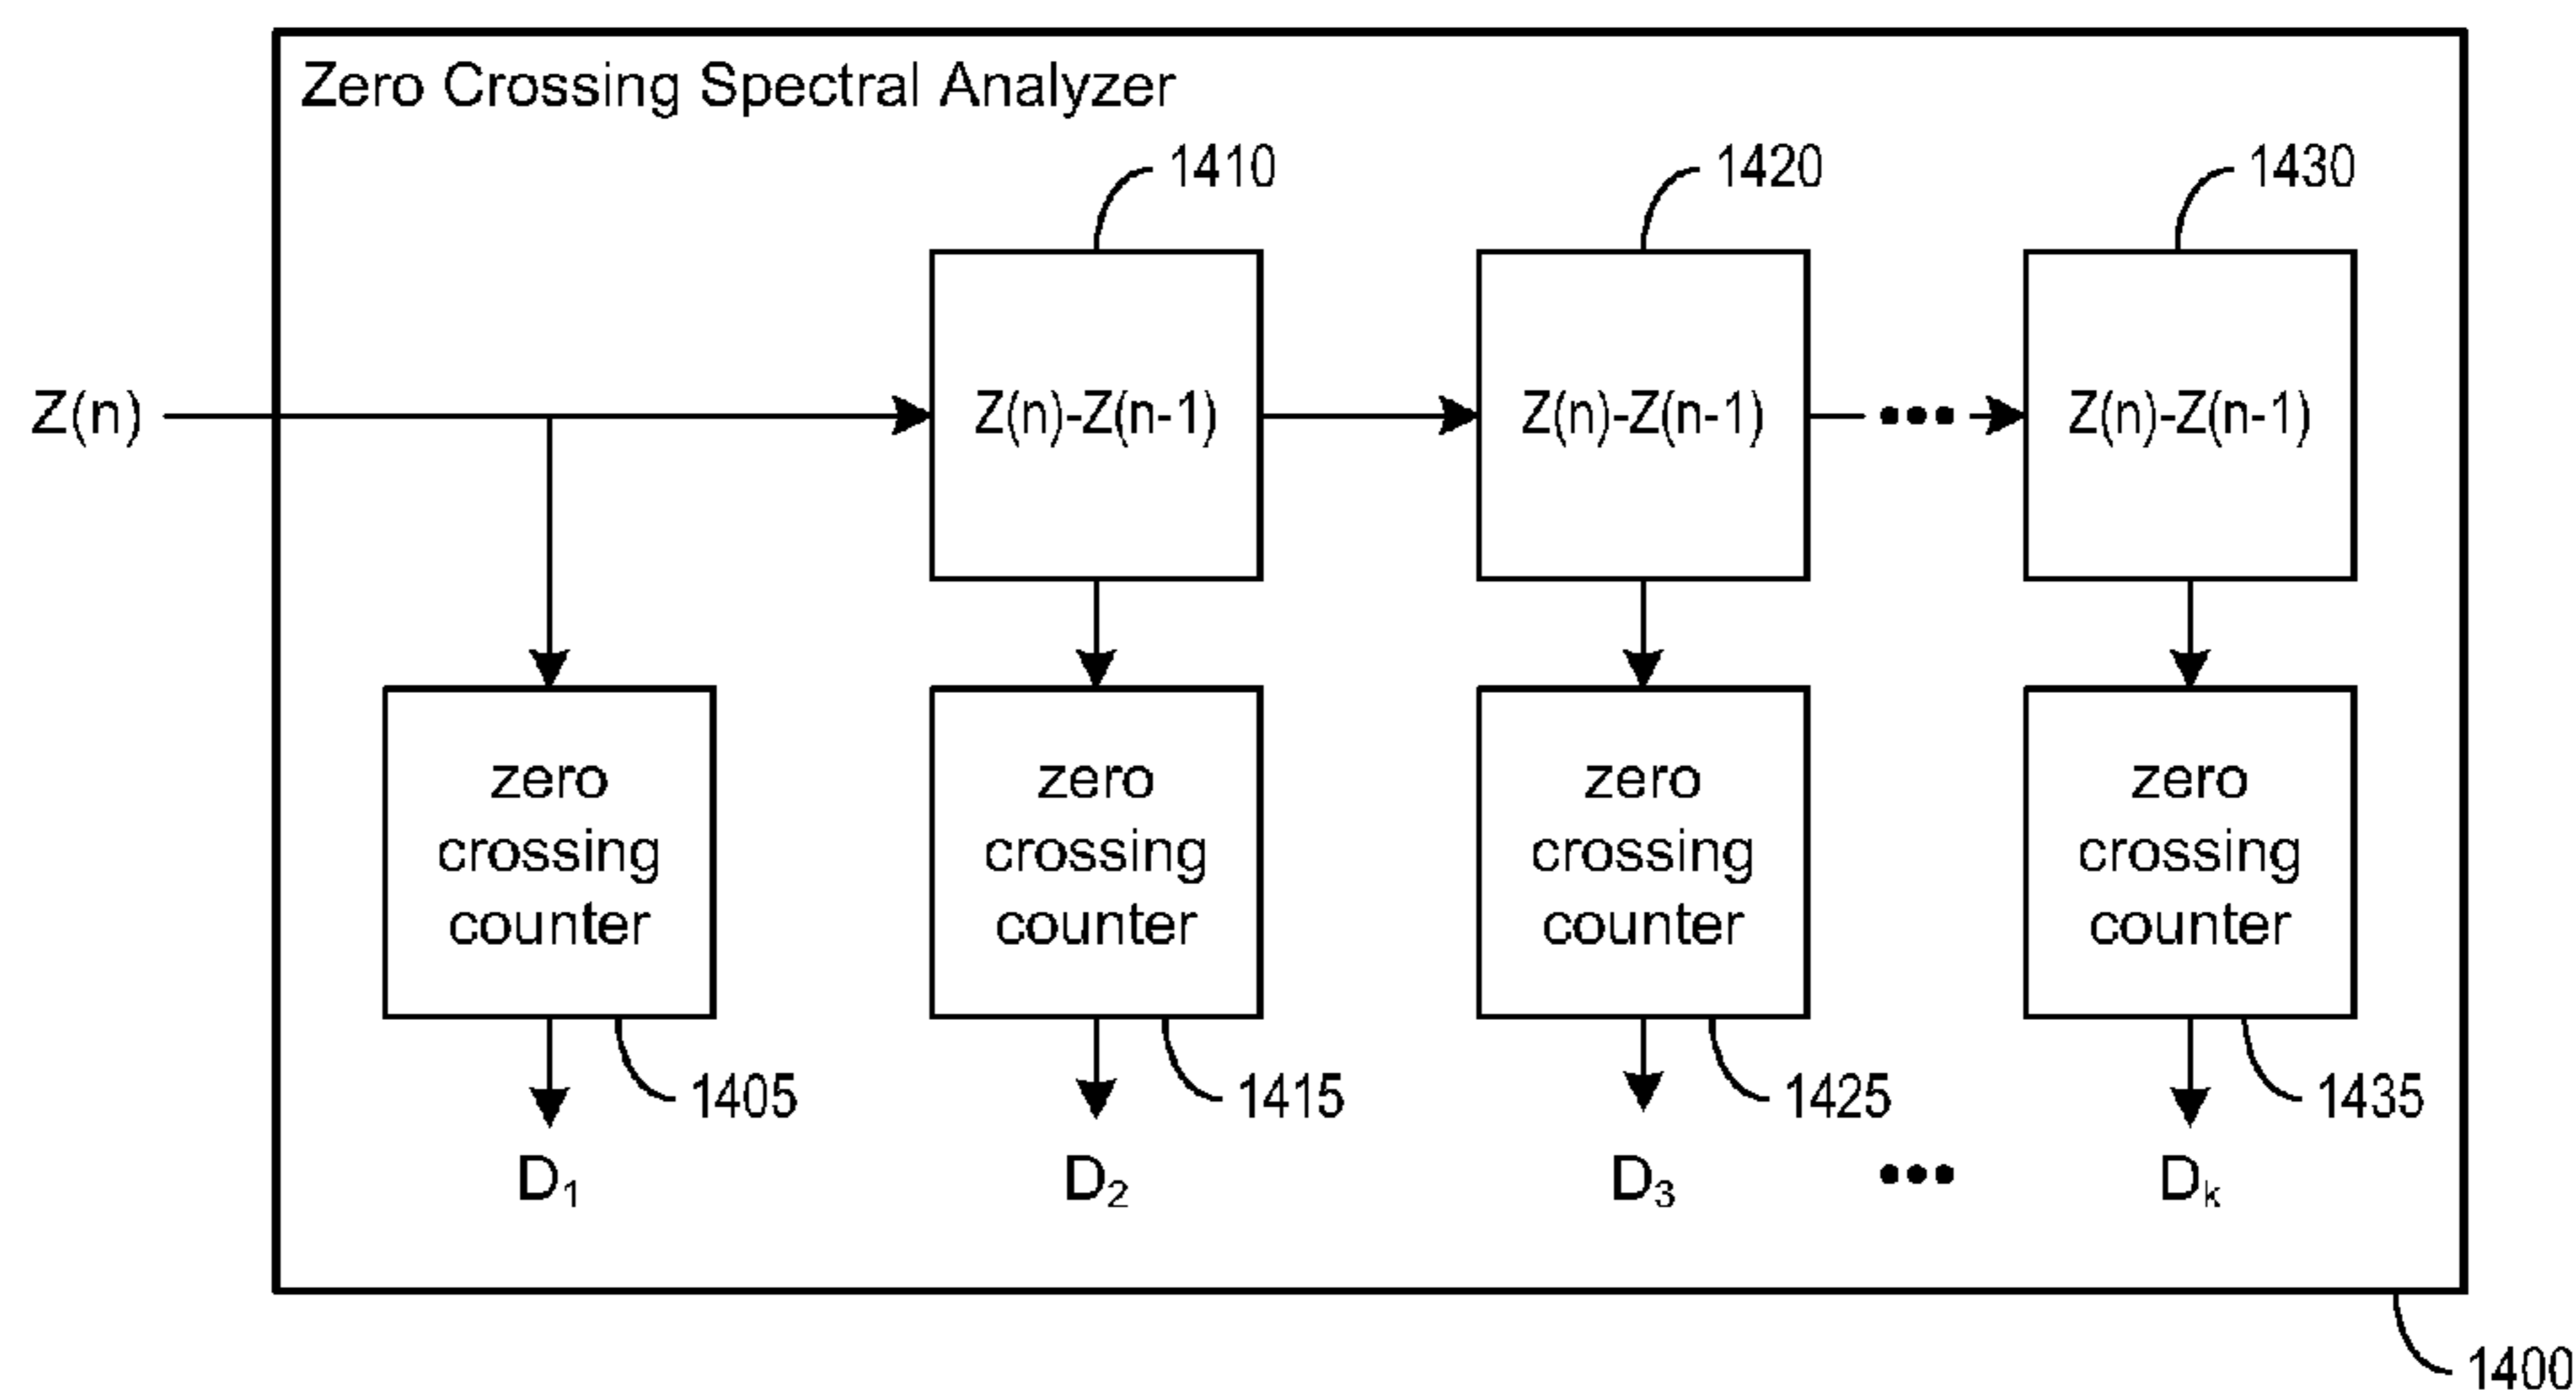 Zero Crossing Spectral Analyzer
1410
1420
1430
Z(n)
Z(n)-Z(n-1)
Z(n)-Z(n-1)
•••
Z(n)-Z(n-1)
zero
crossing
counter
zero
crossing
counter
zero
crossing
counter
zero
crossing
counter
1405
1415
1425
1435
D₁
D₂
D₃
•••
Dₖ
1400